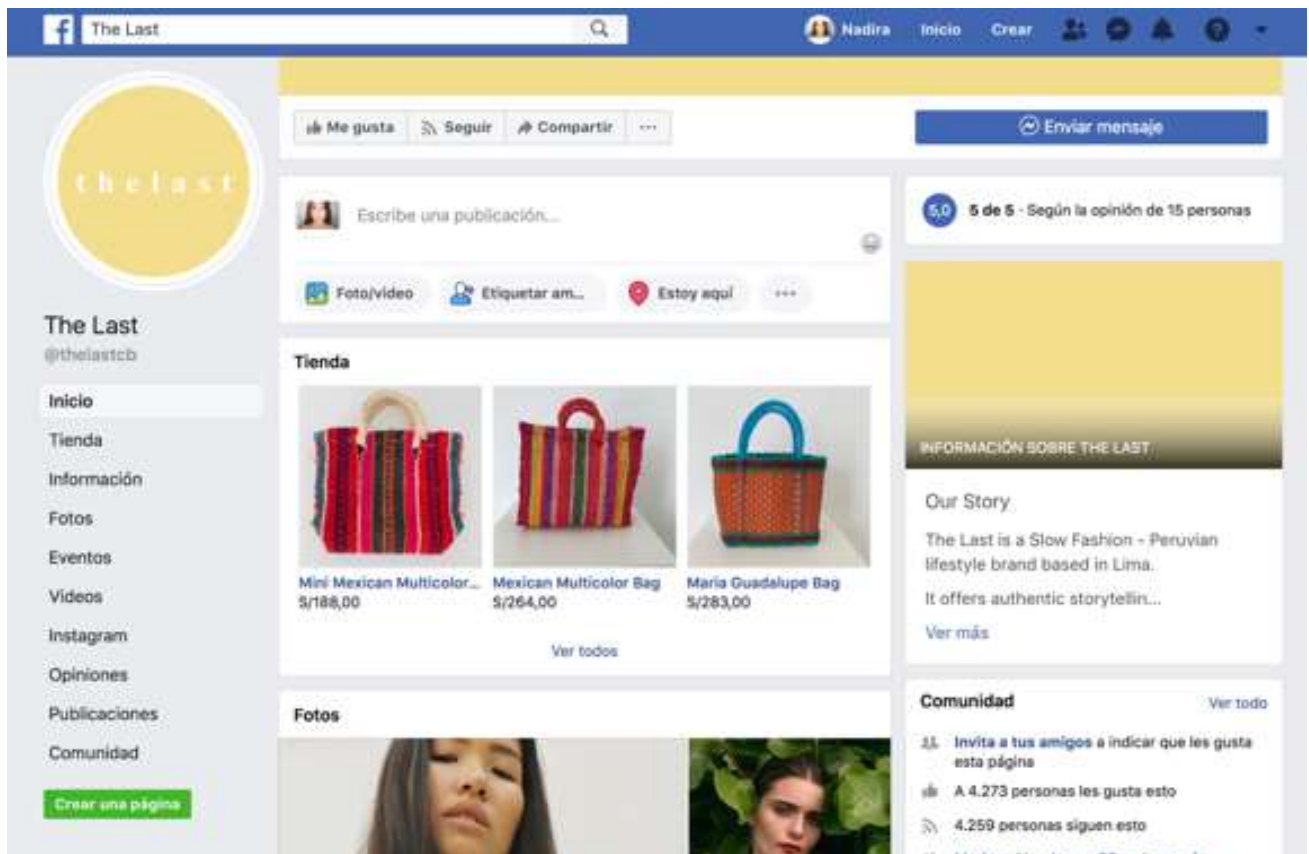 The Last
Nadira
Inicio
Crear
thelast
The Last
@thelastcb
Inicio
Tienda
Información
Fotos
Eventos
Videos
Instagram
Opiniones
Publicaciones
Comunidad
Crear una página
Me gusta
Seguir
Compartir
Enviar mensaje
Escribe una publicación...
Foto/video
Etiquetar am...
Estoy aquí
Tienda
Mini Mexican Multicolor...
S/188,00
Mexican Multicolor Bag
S/264,00
Maria Guadalupe Bag
S/283,00
Ver todos
Fotos
5,0
5 de 5 · Según la opinión de 15 personas
INFORMACIÓN SOBRE THE LAST
Our Story
The Last is a Slow Fashion - Peruvian
lifestyle brand based in Lima.
It offers authentic storytellin...
Ver más
Comunidad
Ver todo
Invita a tus amigos a indicar que les gusta
esta página
A 4.273 personas les gusta esto
4.259 personas siguen esto